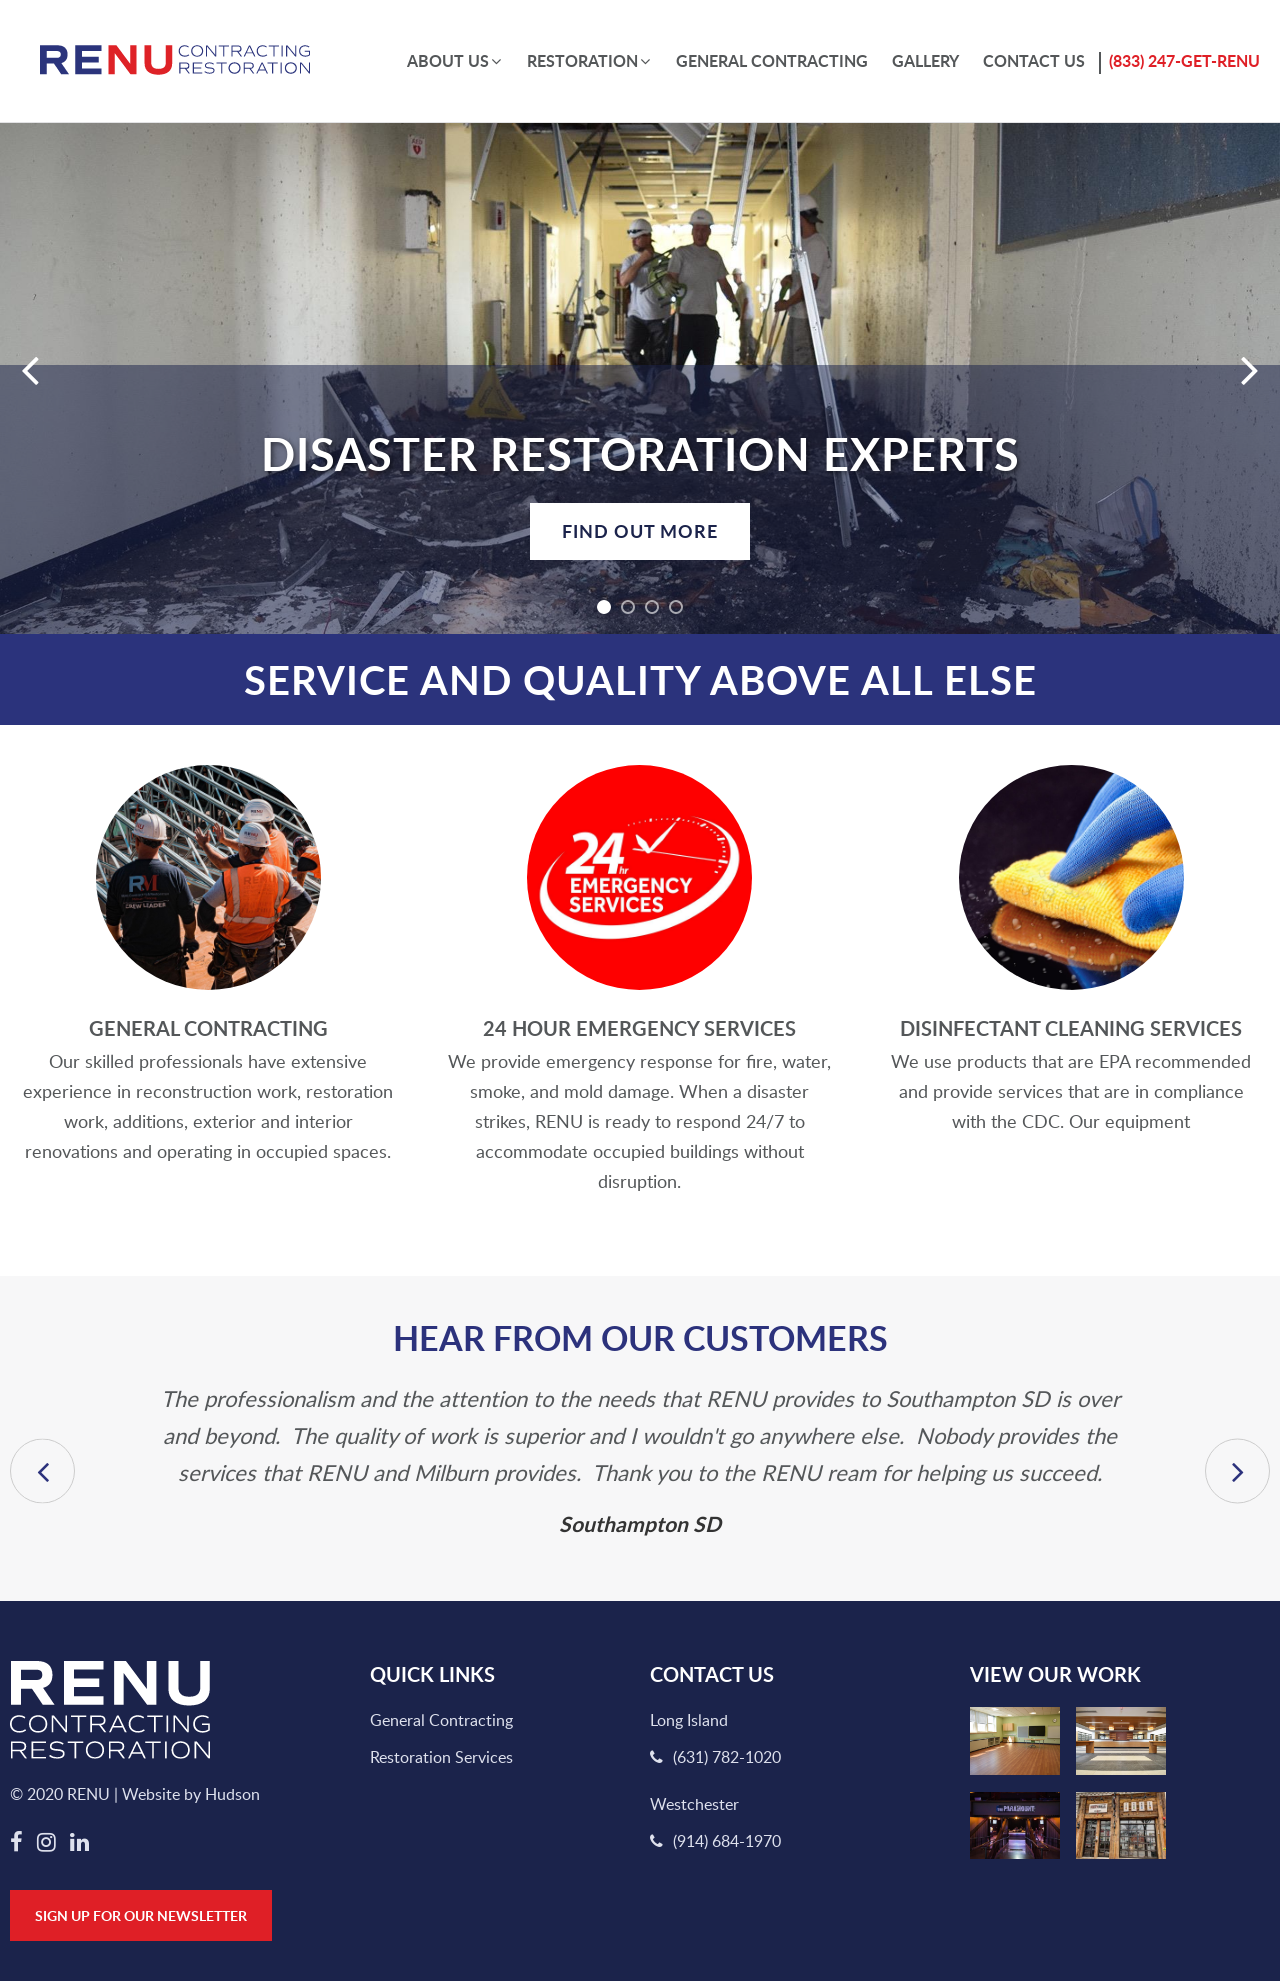 RENU CONTRACTING RESTORATION
ABOUT US
RESTORATION
GENERAL CONTRACTING
GALLERY
CONTACT US
(833) 247-GET-RENU
AED
DISASTER RESTORATION EXPERTS
FIND OUT MORE
SERVICE AND QUALITY ABOVE ALL ELSE
RM
CREW LEADER
24 hr
EMERGENCY
SERVICES
GENERAL CONTRACTING
Our skilled professionals have extensive
experience in reconstruction work, restoration
work, additions, exterior and interior
renovations and operating in occupied spaces.
24 HOUR EMERGENCY SERVICES
We provide emergency response for fire, water,
smoke, and mold damage. When a disaster
strikes, RENU is ready to respond 24/7 to
accommodate occupied buildings without
disruption.
DISINFECTANT CLEANING SERVICES
We use products that are EPA recommended
and provide services that are in compliance
with the CDC. Our equipment
HEAR FROM OUR CUSTOMERS
The professionalism and the attention to the needs that RENU provides to Southampton SD is over
and beyond.  The quality of work is superior and I wouldn't go anywhere else.  Nobody provides the
services that RENU and Milburn provides.  Thank you to the RENU ream for helping us succeed.
Southampton SD
RENU
CONTRACTING
RESTORATION
© 2020 RENU | Website by Hudson
SIGN UP FOR OUR NEWSLETTER
QUICK LINKS
General Contracting
Restoration Services
CONTACT US
Long Island
(631) 782-1020
Westchester
(914) 684-1970
VIEW OUR WORK
PARAMOUNT